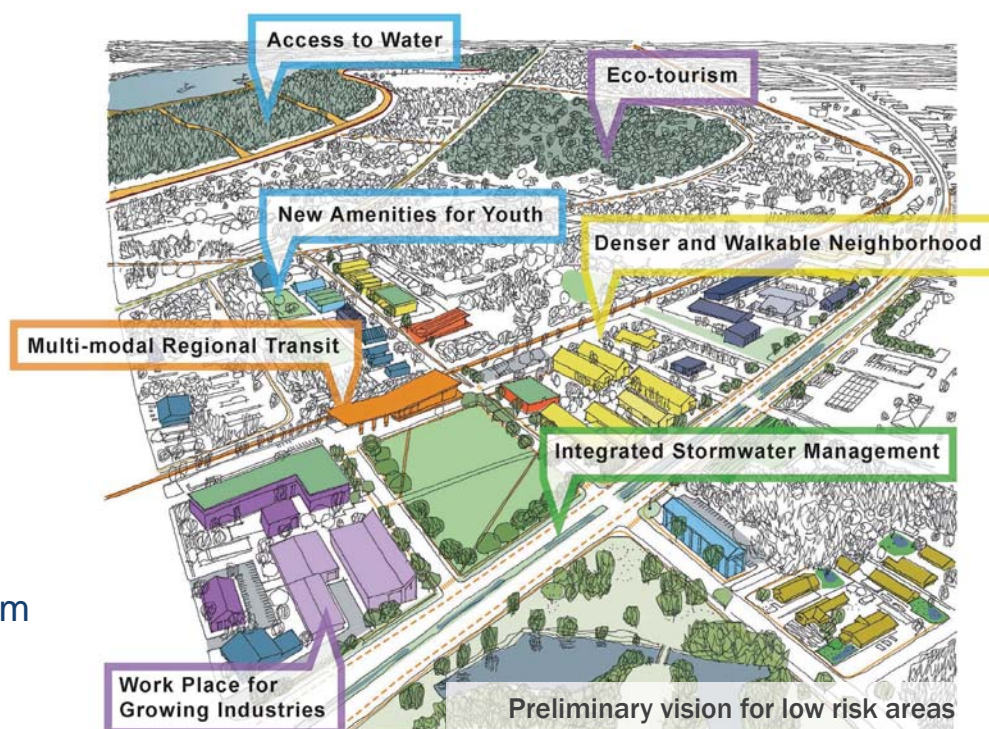 Access to Water
Eco-tourism
New Amenities for Youth
Denser and Walkable Neighborhood
Multi-modal Regional Transit
Integrated Stormwater Management
m
Work Place for
Growing Industries
Preliminary vision for low risk areas